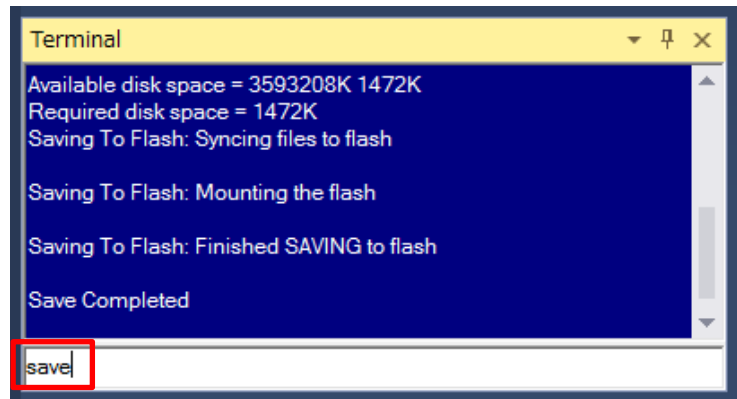 Terminal
Available disk space = 3593208K 1472K
Required disk space = 1472K
Saving To Flash: Syncing files to flash
Saving To Flash: Mounting the flash
Saving To Flash: Finished SAVING to flash
Save Completed
save